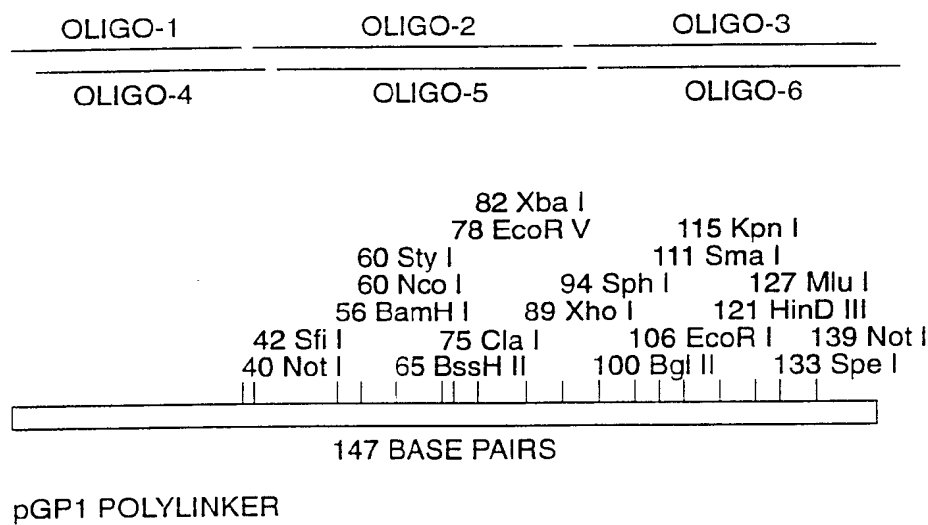 OLIGO-1 OLIGO-2 OLIGO-3
OLIGO-4 OLIGO-5 OLIGO-6
82 Xba I
78 EcoR V 115 Kpn I
60 Sty I 111 Sma I
60 Nco I 94 Sph I 127 Mlu I
56 BamH I 89 Xho I 121 HinD III
42 Sfi I 75 Cla I 106 EcoR I 139 Not I
40 Not I 65 BssH II 100 Bgl II 133 Spe I
147 BASE PAIRS
pGP1 POLYLINKER